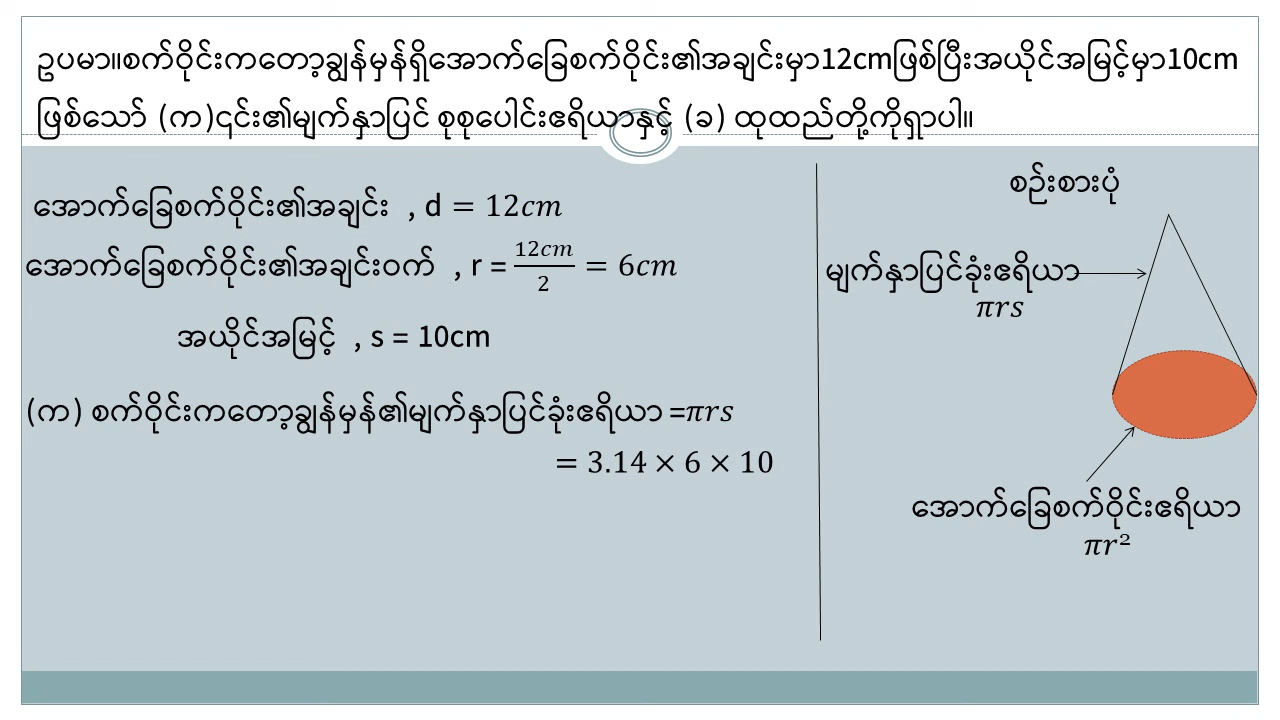 ဥပမာ။စက်ဝိုင်းကတော့ချွန်မှန်ရှိအောက်ခြေစက်ဝိုင်း၏အချင်းမှာ12cmဖြစ်ပြီးအယိုင်အမြင့်မှာ10cm
ဖြစ်သော် (က)၎င်း၏မျက်နှာပြင် စုစုပေါင်းဧရိယာနှင့် (ခ) ထုထည်တို့ကိုရှာပါ။
အောက်ခြေစက်ဝိုင်း၏အချင်း , d = 12cm
အောက်ခြေစက်ဝိုင်း၏အချင်းဝက် , r = 12cm/2 = 6cm
အယိုင်အမြင့် , s = 10cm
(က) စက်ဝိုင်းကတော့ချွန်မှန်၏မျက်နှာပြင်ခုံးဧရိယာ =πrs
= 3.14 × 6 × 10
စဉ်းစားပုံ
မျက်နှာပြင်ခုံးဧရိယာ
πrs
အောက်ခြေစက်ဝိုင်းဧရိယာ
πr²